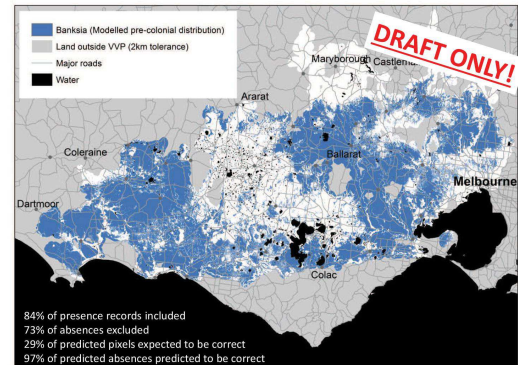 Banksia (Modelled pre-colonial distribution)
Land outside VVP (2km tolerance)
Major roads
Water
DRAFT ONLY!
Maryborough
Castlemai
Ararat
Coleraine
Ballarat
Melbourne
Dartmoor
Colac
84% of presence records included
73% of absences excluded
29% of predicted pixels expected to be correct
97% of predicted absences predicted to be correct